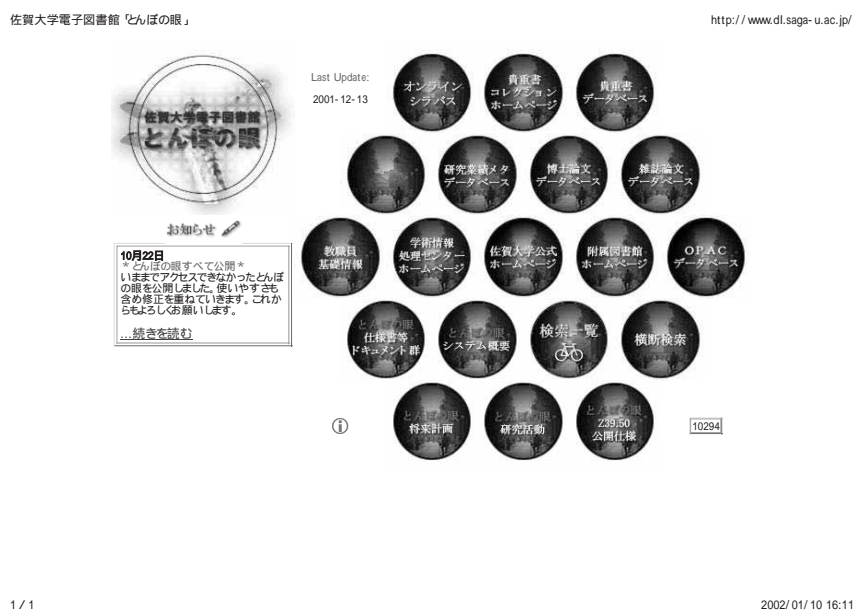 佐賀大学電子図書館「とんぼの眼」
http://www.dl.saga-u.ac.jp/
佐賀大学電子図書館
とんぼの眼
Last Update:
2001-12-13
オンライン
シラバス
貴重書
コレクション
ホームページ
貴重書
データベース
研究業績メタ
データベース
博士論文
データベース
雑誌論文
データベース
お知らせ
10月22日
*とんぼの眼すべて公開*
いままでアクセスできなかったとんぼ
の眼を公開しました。使いやすさも
含め修正を重ねていきます。これか
らもよろしくお願いします。
...続きを読む
教職員
基礎情報
学術情報
処理センター
ホームページ
佐賀大学公式
ホームページ
附属図書館
ホームページ
OPAC
データベース
とんぼの眼
仕様書等
ドキュメント群
とんぼの眼
システム概要
検索一覧
横断検索
とんぼの眼
将来計画
とんぼの眼
研究活動
とんぼの眼
Z39.50
公開仕様
10294
1 / 1
2002/01/10 16:11